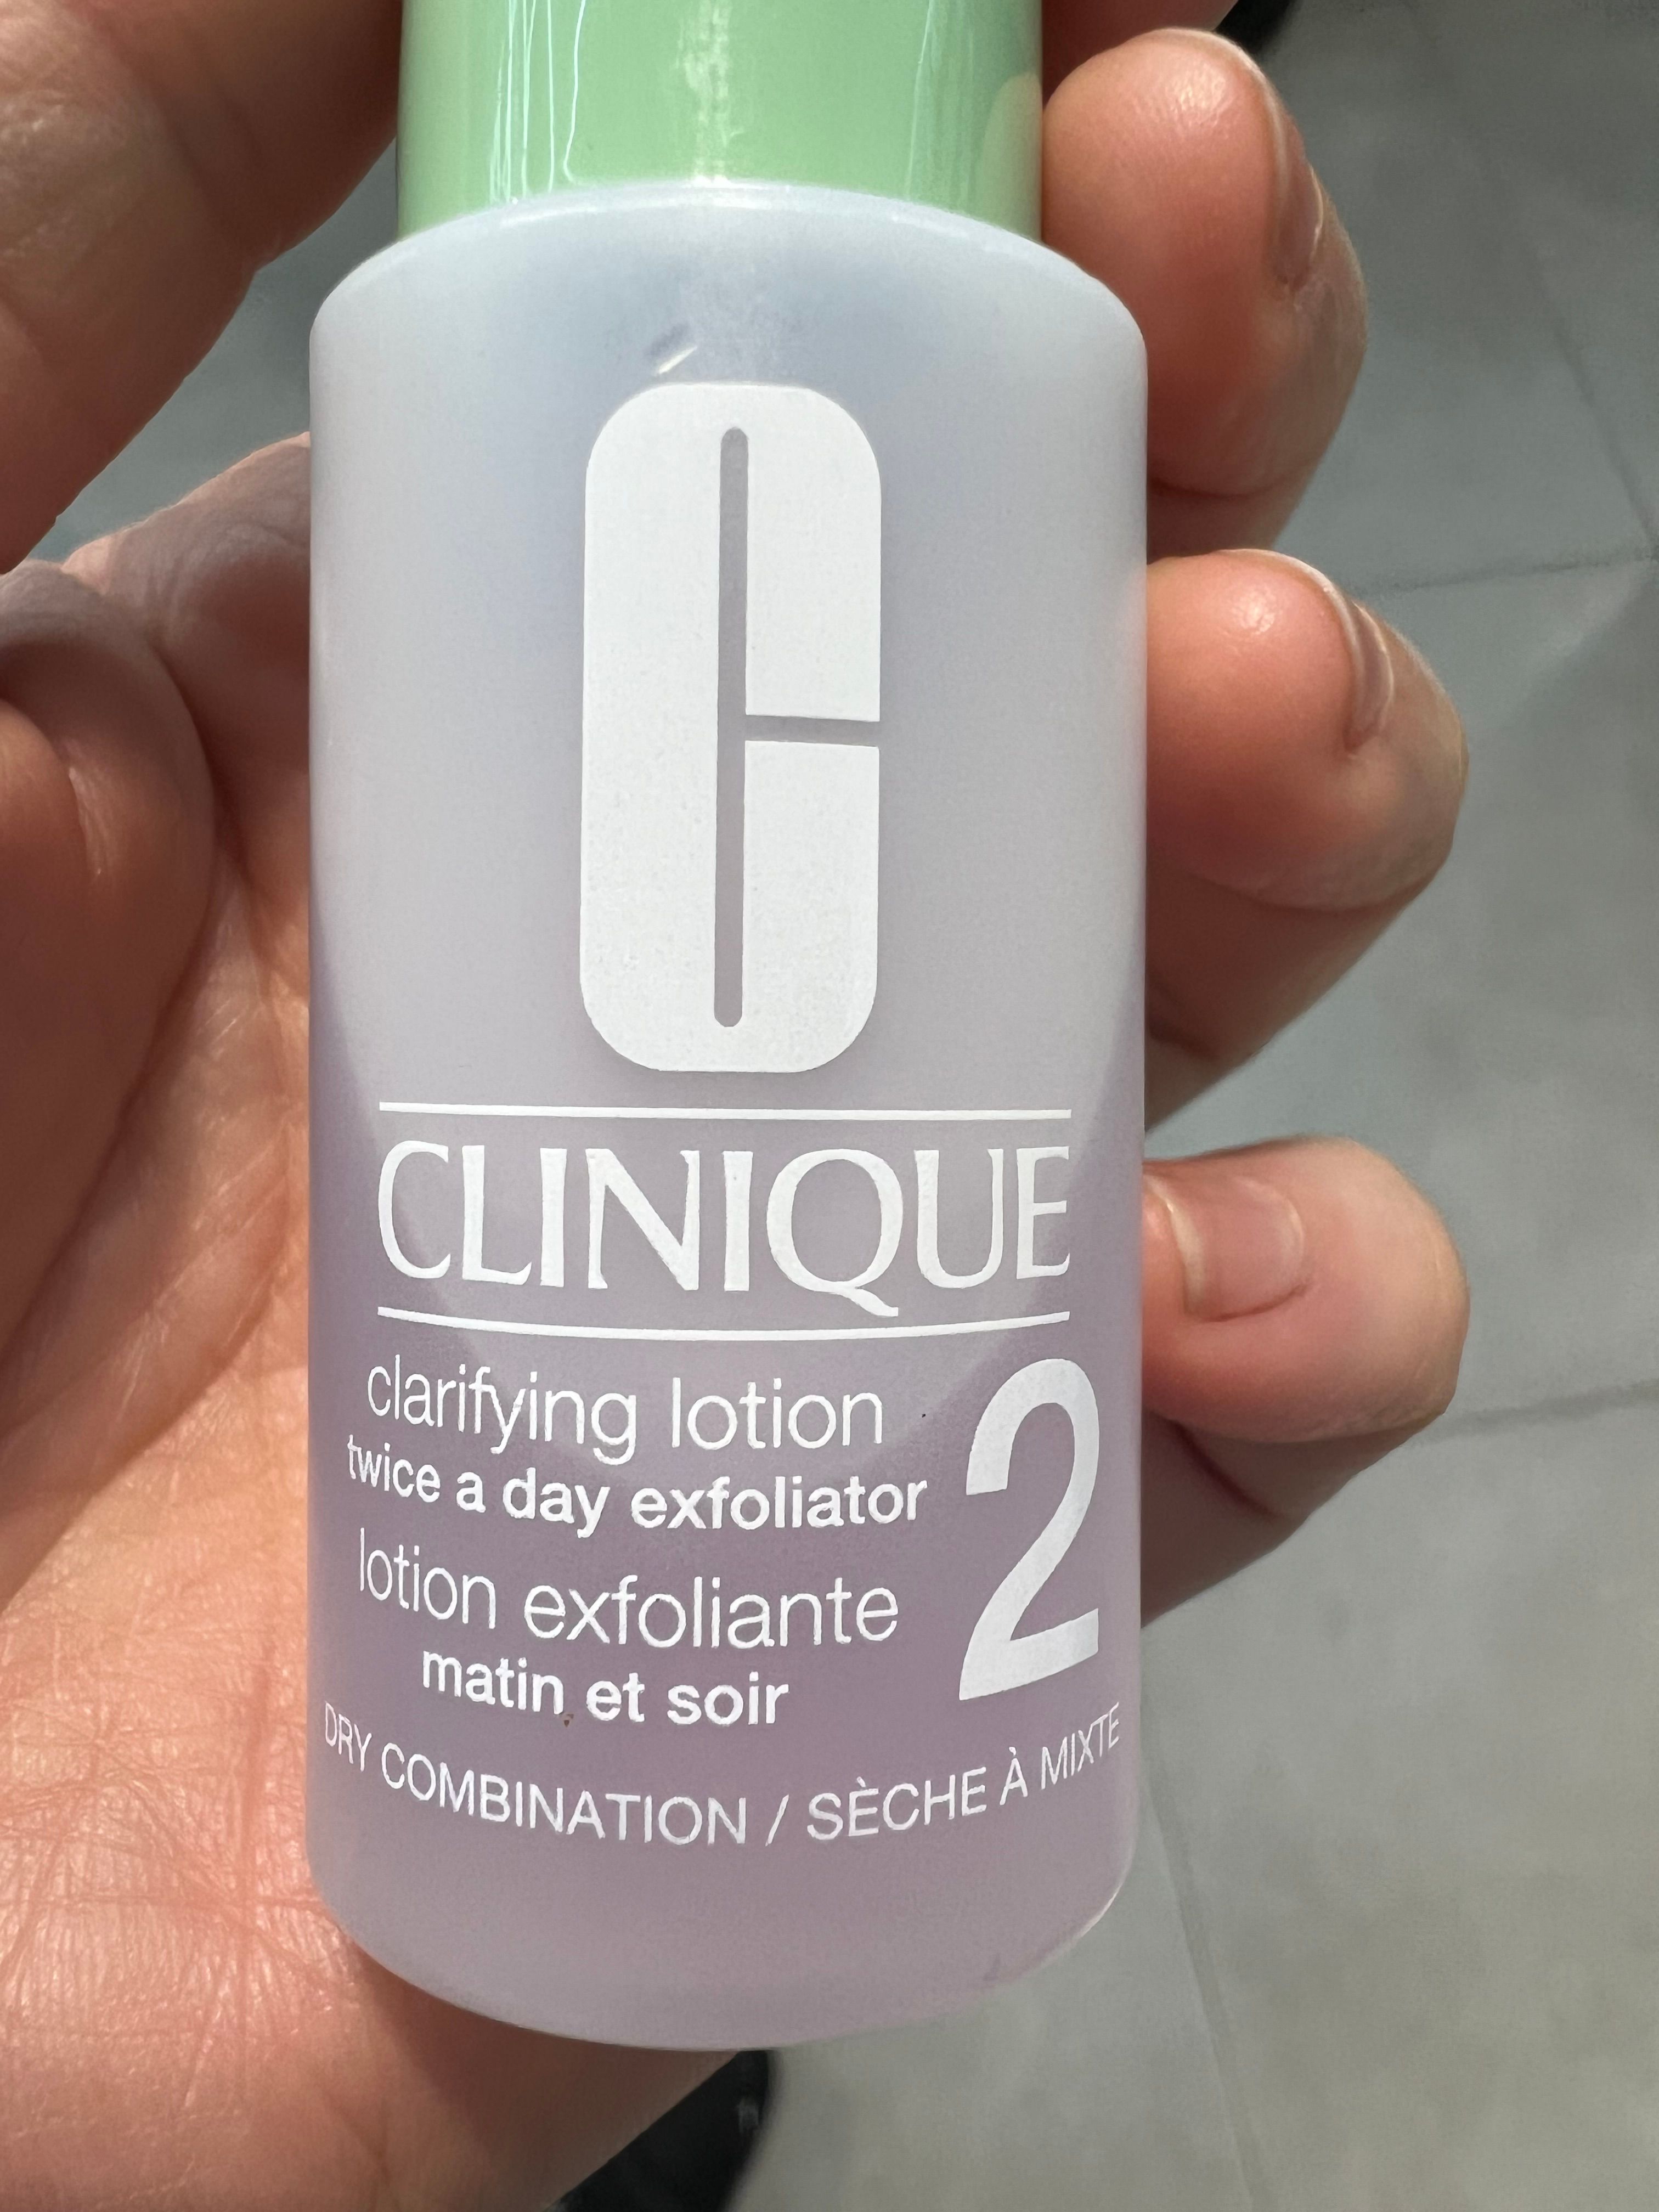 C
CLINIQUE
clarifying lotion
twice a day exfoliator
2
lotion exfoliante
matin et soir
DRY COMBINATION / SÈCHE À MIXTE